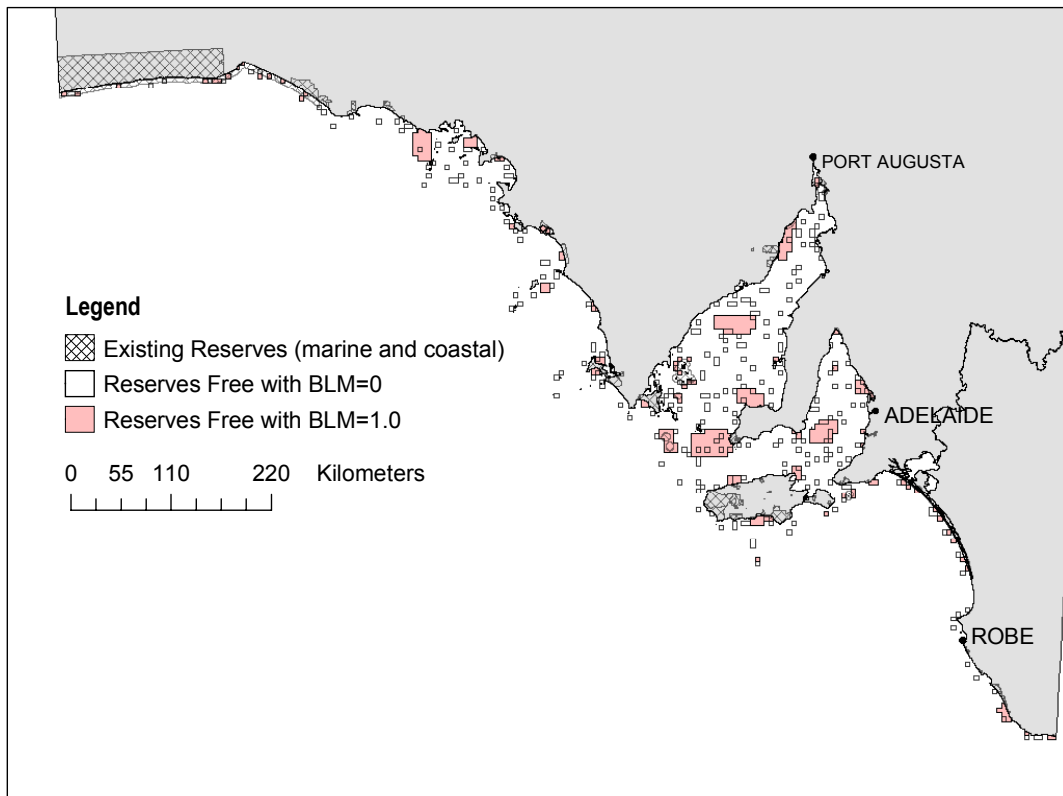 PORT AUGUSTA
Legend
Existing Reserves (marine and coastal)
Reserves Free with BLM=0
Reserves Free with BLM=1.0
ADELAIDE
0 55 110 220 Kilometers
ROBE